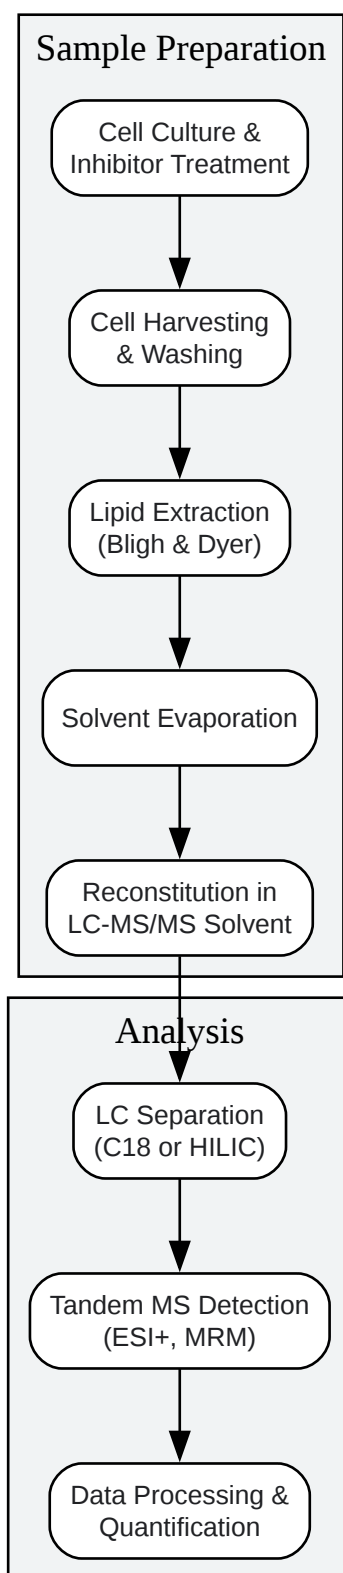 Sample Preparation
Cell Culture &
Inhibitor Treatment
Cell Harvesting
& Washing
Lipid Extraction
(Bligh & Dyer)
Solvent Evaporation
Reconstitution in
LC-MS/MS Solvent
Analysis
LC Separation
(C18 or HILIC)
Tandem MS Detection
(ESI+, MRM)
Data Processing &
Quantification